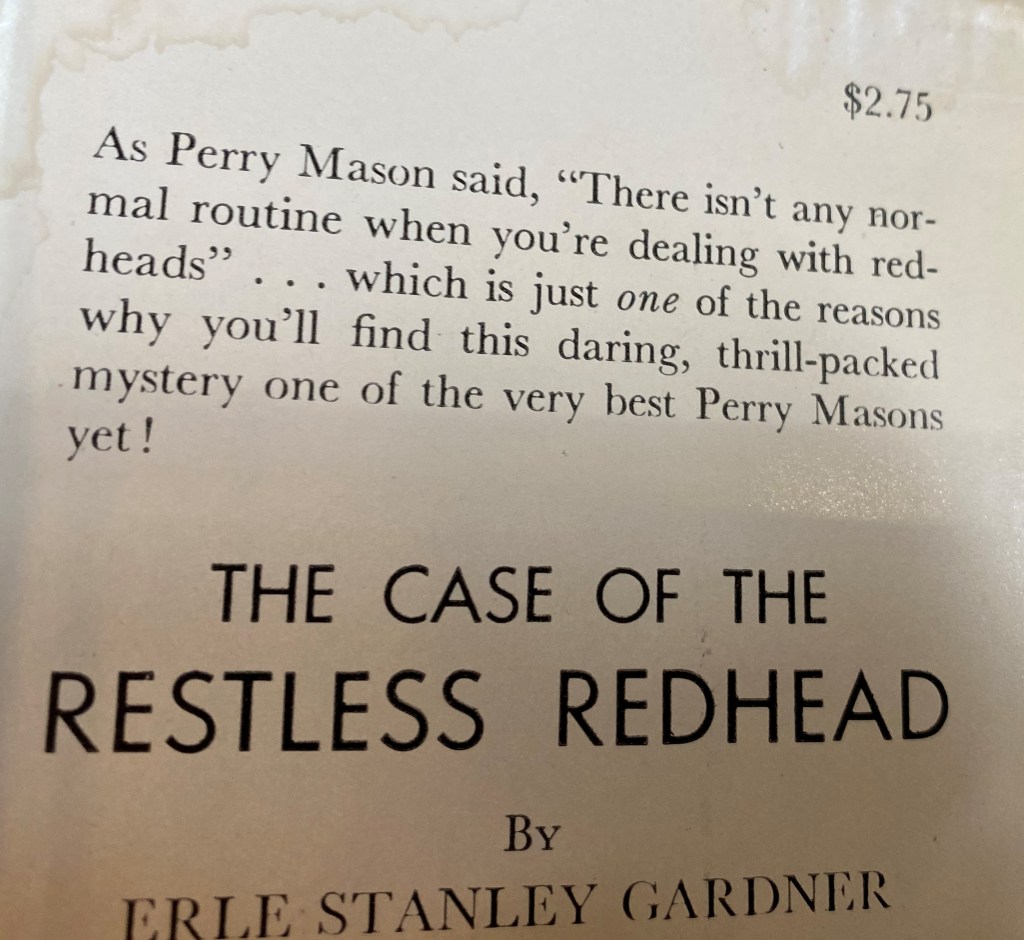 $2.75
As Perry Mason said, “There isn’t any nor-
mal routine when you’re dealing with red-
heads” . . . which is just one of the reasons
why you’ll find this daring, thrill-packed
mystery one of the very best Perry Masons
yet!
THE CASE OF THE
RESTLESS REDHEAD
By
ERLE STANLEY GARDNER